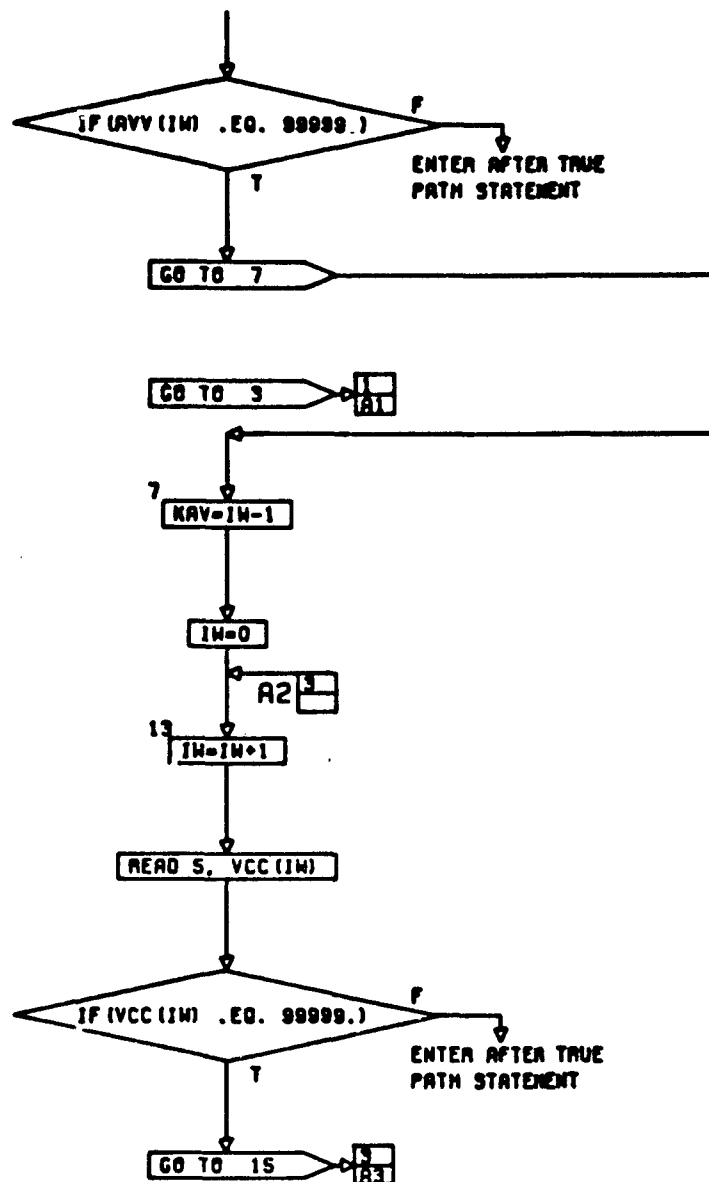 F
IF(AVV(IW) .EQ. 99999.)
ENTER AFTER TRUE
PATH STATEMENT
T
GO TO 7
GO TO 3
1
A1
7
KAV=IW-1
IW=0
A2
3
13
IW=IW+1
READ 5, VCC(IW)
F
IF(VCC(IW) .EQ. 99999.)
ENTER AFTER TRUE
PATH STATEMENT
T
GO TO 15
3
A3